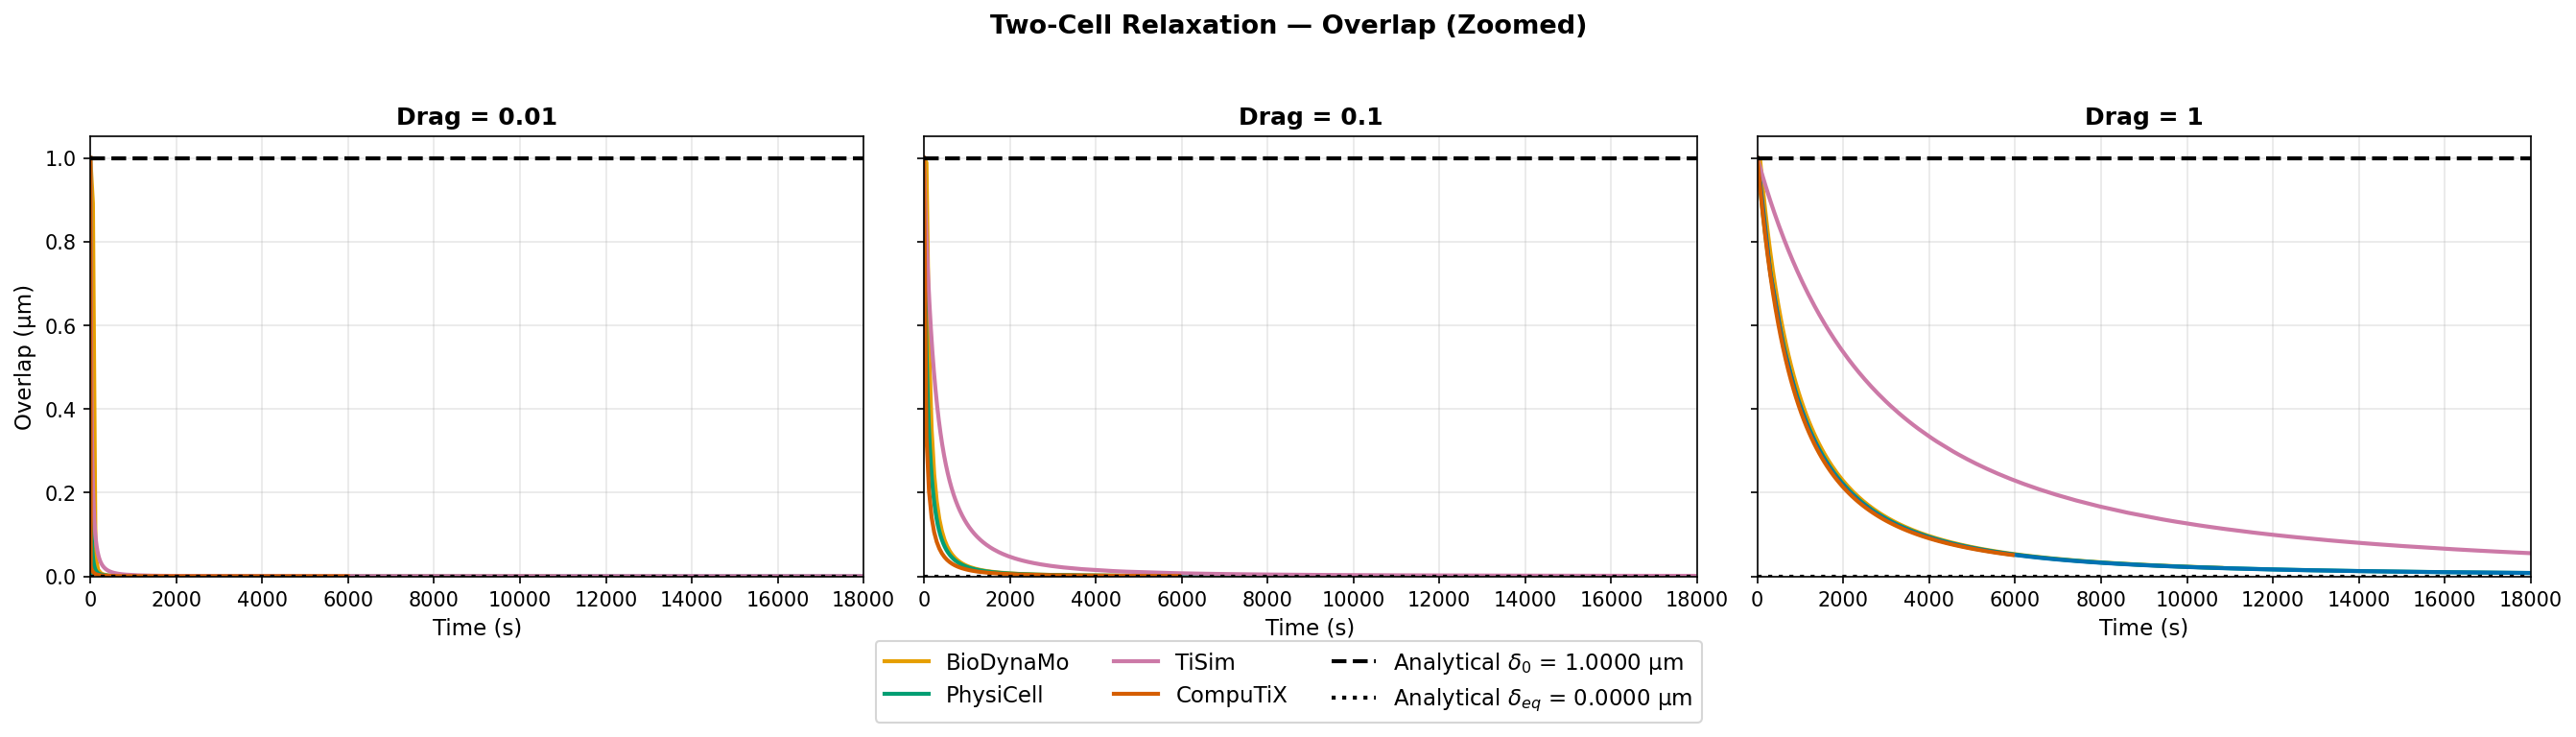 Two-Cell Relaxation — Overlap (Zoomed)
Drag = 0.01
Drag = 0.1
Drag = 1
Overlap (µm)
1.0
0.8
0.6
0.4
0.2
0.0
0 2000 4000 6000 8000 10000 12000 14000 16000 18000
0 2000 4000 6000 8000 10000 12000 14000 16000 18000
0 2000 4000 6000 8000 10000 12000 14000 16000 18000
Time (s)
Time (s)
Time (s)
BioDynaMo
PhysiCell
TiSim
CompuTiX
Analytical δ₀ = 1.0000 µm
Analytical δ_eq = 0.0000 µm